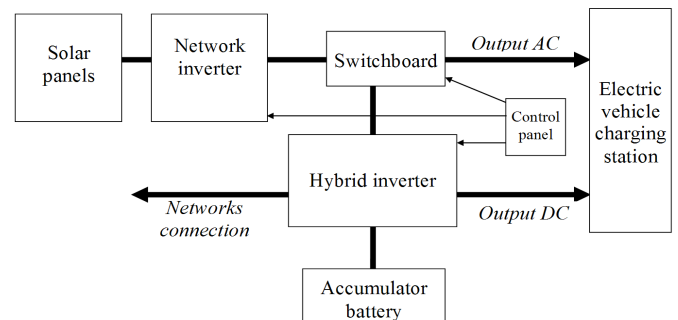 Solar
panels
Network
inverter
Switchboard
Output AC
Electric
vehicle
charging
station
Control
panel
Hybrid inverter
Networks
connection
Output DC
Accumulator
battery